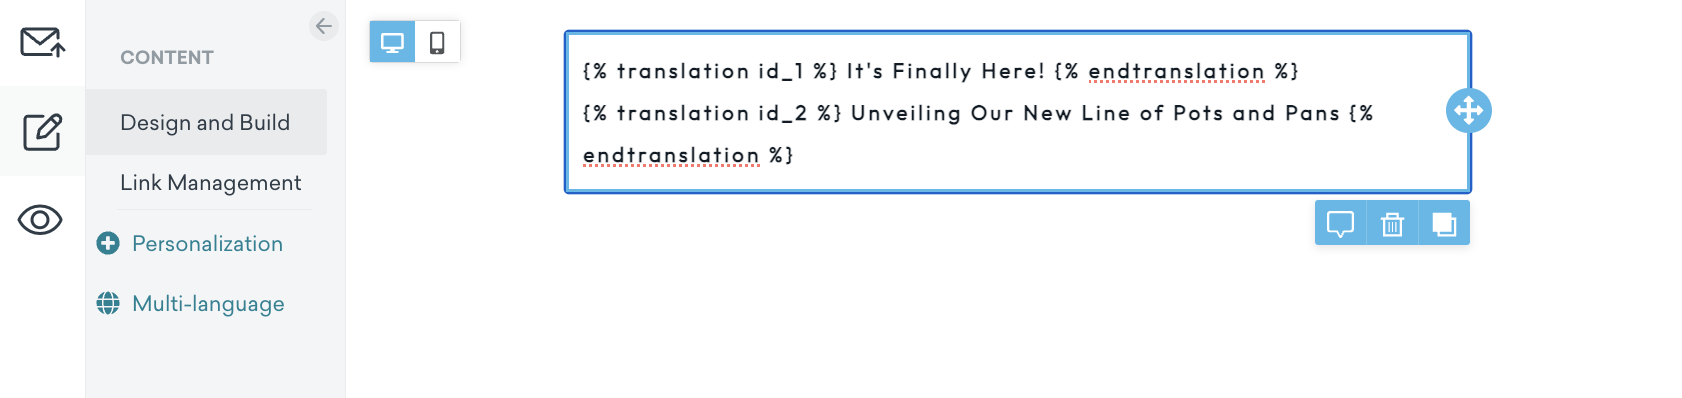 CONTENT
Design and Build
Link Management
Personalization
Multi-language
{% translation id_1 %} It's Finally Here! {% endtranslation %}
{% translation id_2 %} Unveiling Our New Line of Pots and Pans {%
endtranslation %}